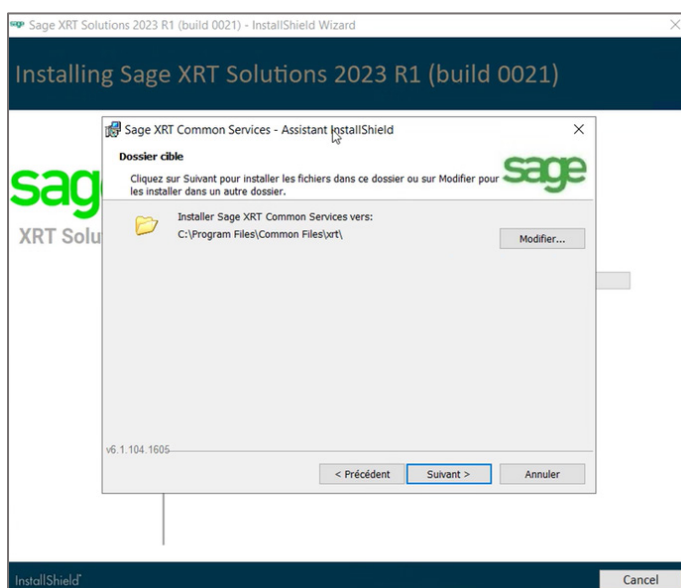 Sage XRT Solutions 2023 R1 (build 0021) - InstallShield Wizard
Installing Sage XRT Solutions 2023 R1 (build 0021)
Sage XRT Common Services - Assistant InstallShield
Dossier cible
Cliquez sur Suivant pour installer les fichiers dans ce dossier ou sur Modifier pour
les installer dans un autre dossier.
sage
sag
XRT Solu
Installer Sage XRT Common Services vers:
C:\Program Files\Common Files\xrt\
Modifier...
v6.1.104.1605
< Précédent
Suivant >
Annuler
InstallShield
Cancel